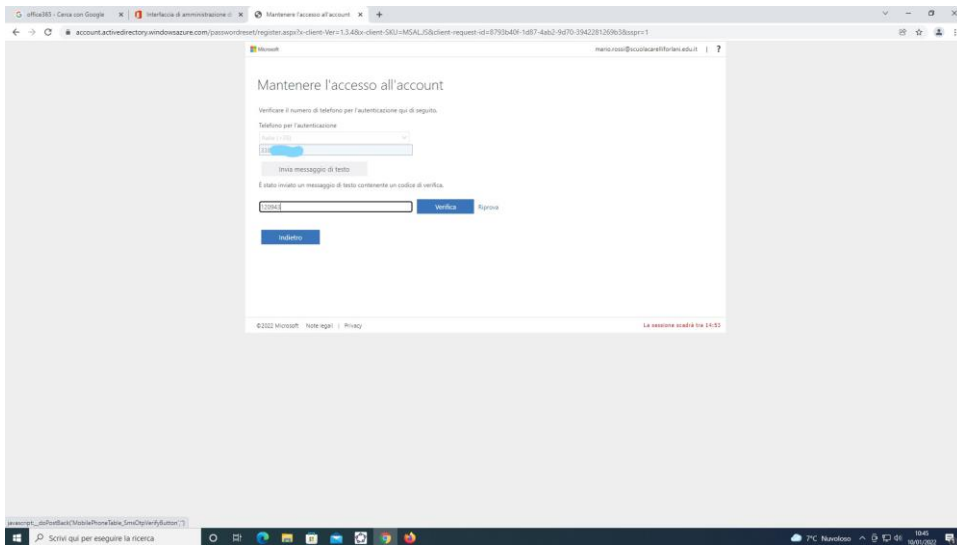 office365 - Cerca con Google
Interfaccia di amministrazione di
Mantenere l'accesso all'account
account.activedirectory.windowsazure.com/passwordreset/register.aspx?x-client-Ver=1.3.4&x-client-SKU=MSAL.JS&client-request-id=8793b40f-1d87-4ab2-9d70-3942281269b5&sspr=1
Microsoft
mario.rossi@scuolacarelliforlani.edu.it | ?
Mantenere l'accesso all'account
Verificare il numero di telefono per l'autenticazione qui di seguito.
Telefono per l'autenticazione
Italia (+39)
Invia messaggio di testo
È stato inviato un messaggio di testo contenente un codice di verifica.
120943
Verifica
Riprova
Indietro
©2022 Microsoft Note legali | Privacy
La sessione scadrà tra 14:53
javascript:__doPostBack('MobilePhoneTable_SmsOtpVerifyButton','')
Scrivi qui per eseguire la ricerca
7°C Nuvoloso
10:45
10/01/2022